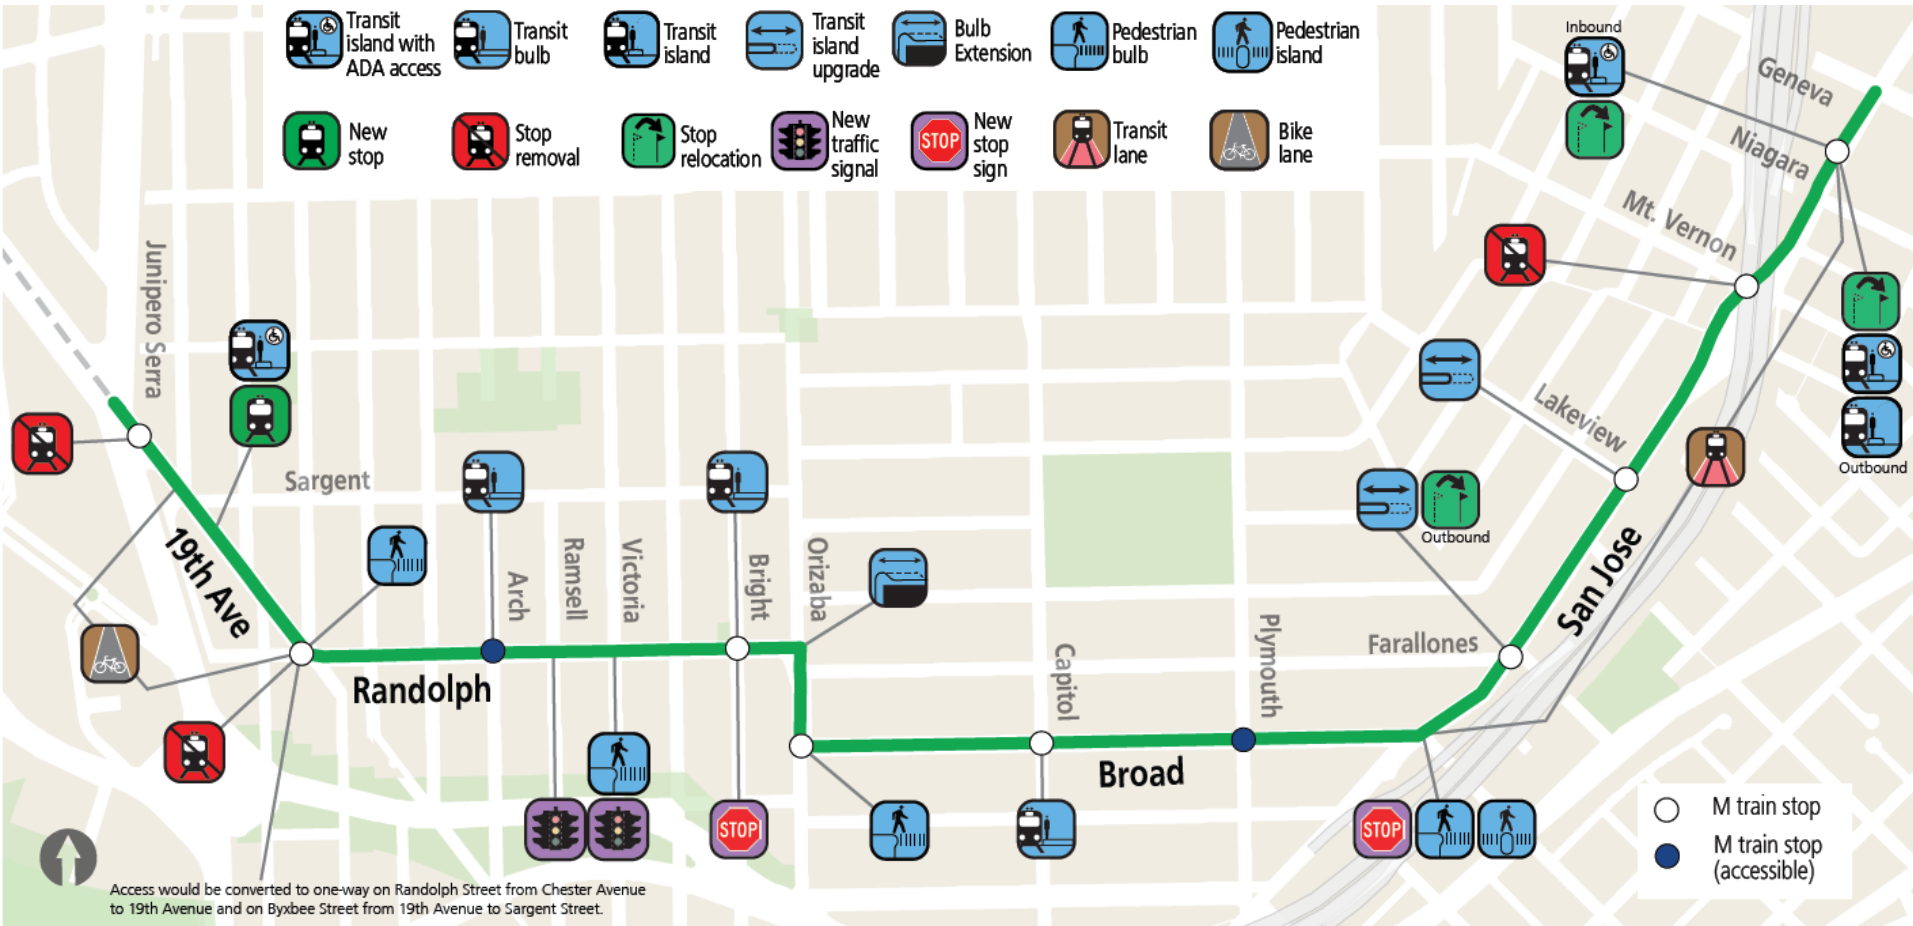 Transit
island with
ADA access
Transit
bulb
Transit
island
Transit
island
upgrade
Bulb
Extension
Pedestrian
bulb
Pedestrian
island
New
stop
Stop
removal
Stop
relocation
New
traffic
signal
STOP
New
stop
sign
Transit
lane
Bike
lane
Inbound
Geneva
Niagara
Mt. Vernon
Junipero Serra
Lakeview
Outbound
Sargent
Outbound
19th Ave
Arch
Ramsell
Victoria
Bright
Orizaba
San Jose
Farallones
Capitol
Plymouth
Randolph
Broad
STOP
STOP
M train stop
M train stop
(accessible)
Access would be converted to one-way on Randolph Street from Chester Avenue
to 19th Avenue and on Byxbee Street from 19th Avenue to Sargent Street.